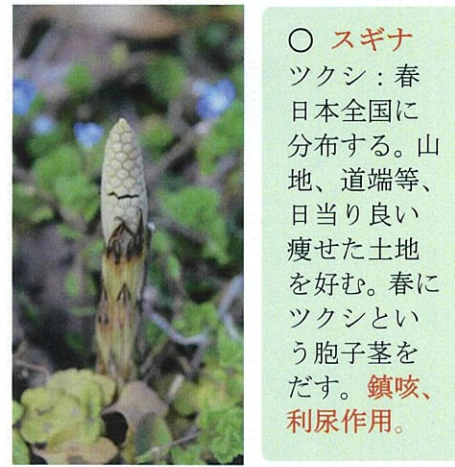 ○ スギナ
ツクシ：春
日本全国に
分布する。山
地、道端等、
日当り良い
痩せた土地
を好む。春に
ツクシとい
う胞子茎を
だす。鎮咳、
利尿作用。